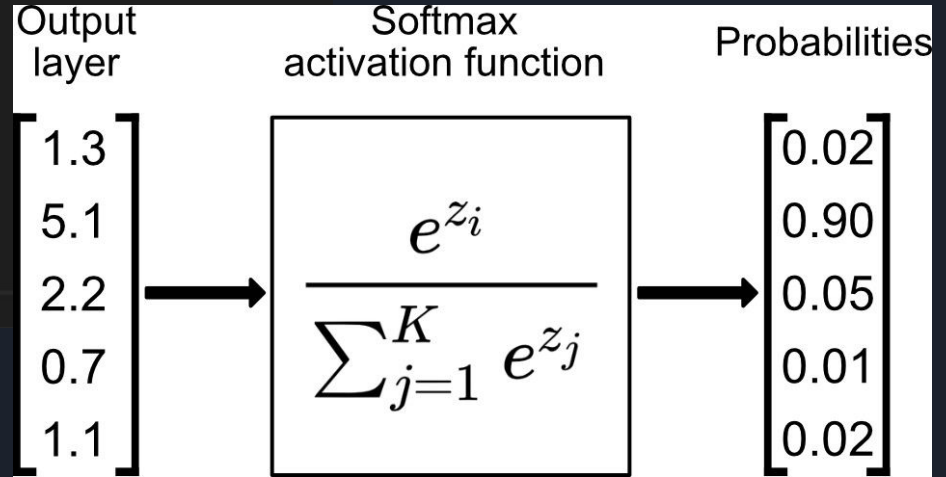 Output
layer
Softmax
activation function
Probabilities
1.3
5.1
2.2
0.7
1.1
e^{z_i}
∑_{j=1}^{K} e^{z_j}
0.02
0.90
0.05
0.01
0.02